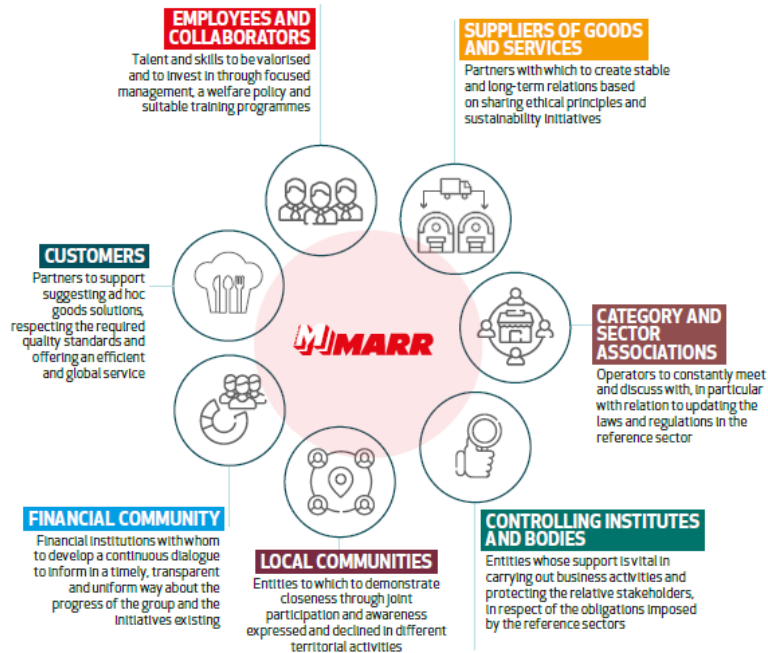 EMPLOYEES AND
COLLABORATORS
Talent and skills to be valorised
and to invest in through focused
management, a welfare policy and
suitable training programmes
SUPPLIERS OF GOODS
AND SERVICES
Partners with which to create stable
and long-term relations based
on sharing ethical principles and
sustainability initiatives
CUSTOMERS
Partners to support
suggesting ad hoc
goods solutions,
respecting the required
quality standards and
offering an efficient
and global service
M MARR
CATEGORY AND
SECTOR
ASSOCIATIONS
Operators to constantly meet
and discuss with, in particular
with relation to updating the
laws and regulations in the
reference sector
FINANCIAL COMMUNITY
Financial institutions with whom
to develop a continuous dialogue
to inform in a timely, transparent
and uniform way about the
progress of the group and the
initiatives existing
LOCAL COMMUNITIES
Entities to which to demonstrate
closeness through joint
participation and awareness
expressed and declined in different
territorial activities
CONTROLLING INSTITUTES
AND BODIES
Entities whose support is vital in
carrying out business activities and
protecting the relative stakeholders,
in respect of the obligations imposed
by the reference sectors